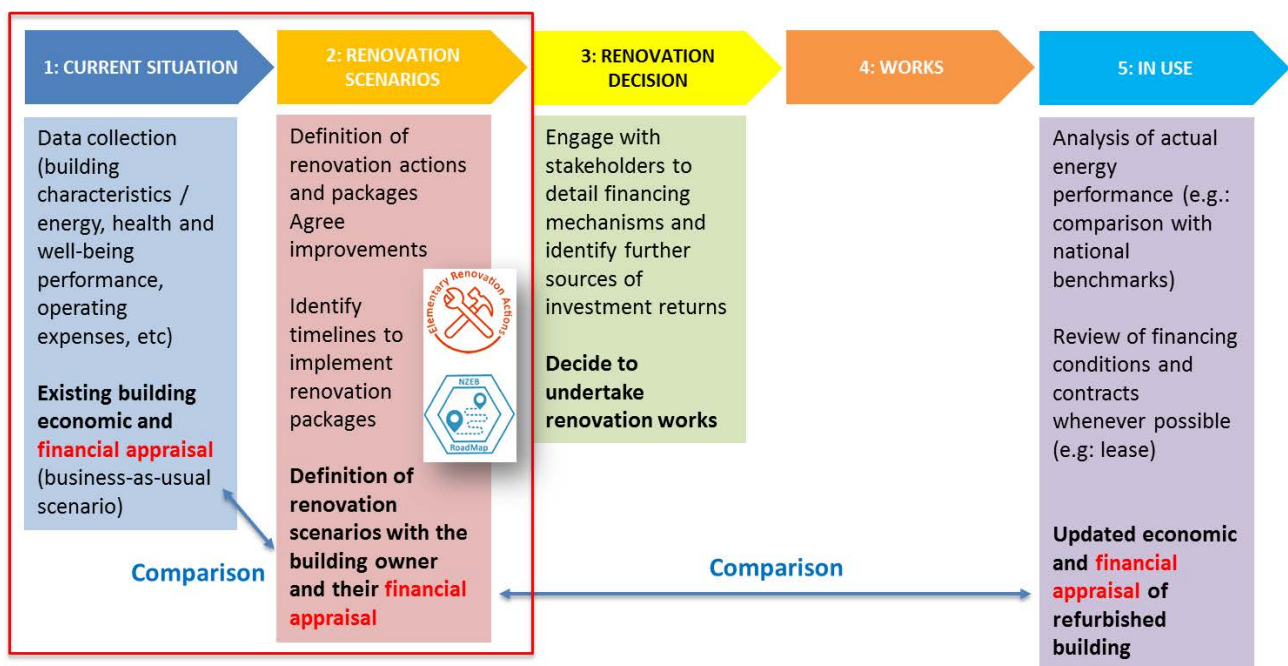 1: CURRENT SITUATION
2: RENOVATION
SCENARIOS
3: RENOVATION
DECISION
4: WORKS
5: IN USE
Data collection
(building
characteristics /
energy, health and
well-being
performance,
operating
expenses, etc)
Existing building
economic and
financial appraisal
(business-as-usual
scenario)
Definition of
renovation actions
and packages
Agree
improvements
Identify
timelines to
implement
renovation
packages
Definition of
renovation
scenarios with the
building owner
and their financial
appraisal
Elementary Renovation Actions
NZEB
RoadMap
Engage with
stakeholders to
detail financing
mechanisms and
identify further
sources of
investment returns
Decide to
undertake
renovation works
Analysis of actual
energy
performance (e.g.:
comparison with
national
benchmarks)
Review of financing
conditions and
contracts
whenever possible
(e.g: lease)
Updated economic
and financial
appraisal of
refurbished
building
Comparison
Comparison